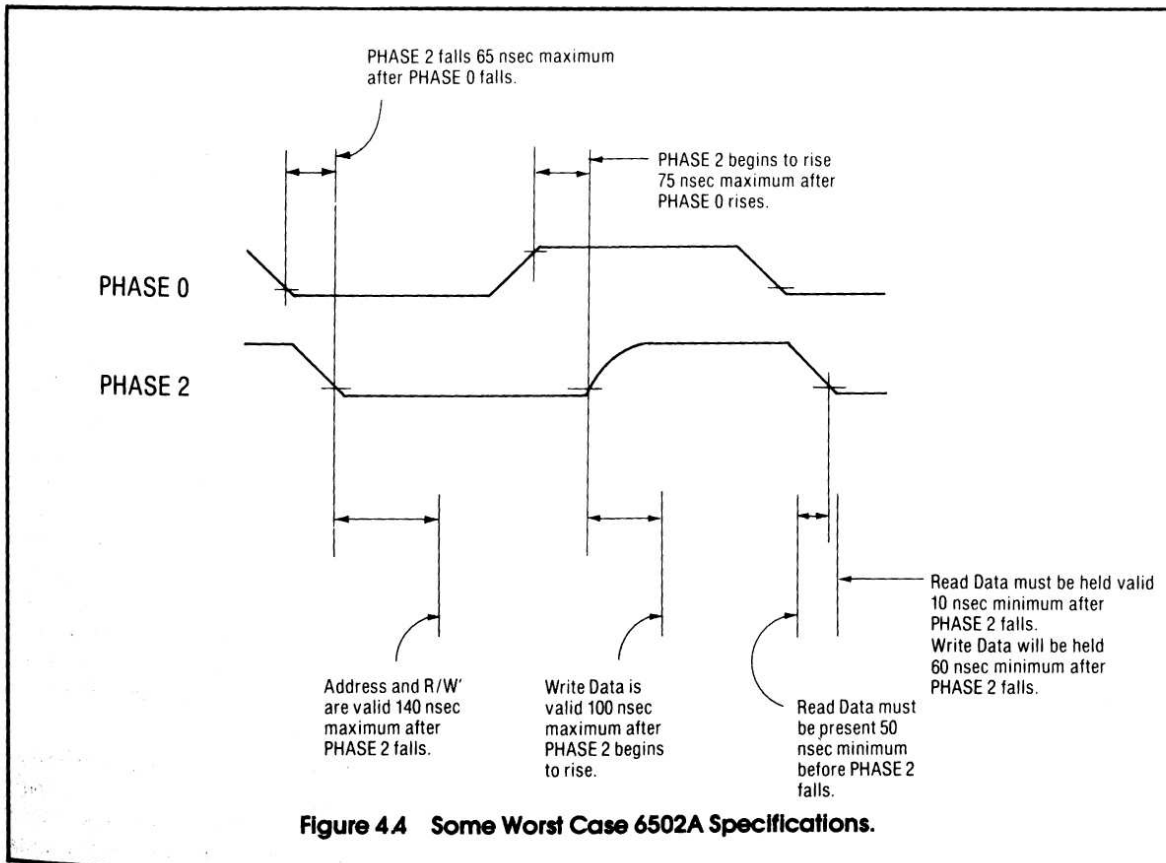 PHASE 2 falls 65 nsec maximum
after PHASE 0 falls.
PHASE 2 begins to rise
75 nsec maximum after
PHASE 0 rises.
PHASE 0
PHASE 2
Address and R/W'
are valid 140 nsec
maximum after
PHASE 2 falls.
Write Data is
valid 100 nsec
maximum after
PHASE 2 begins
to rise.
Read Data must
be present 50
nsec minimum
before PHASE 2
falls.
Read Data must be held valid
10 nsec minimum after
PHASE 2 falls.
Write Data will be held
60 nsec minimum after
PHASE 2 falls.
Figure 4.4 Some Worst Case 6502A Specifications.